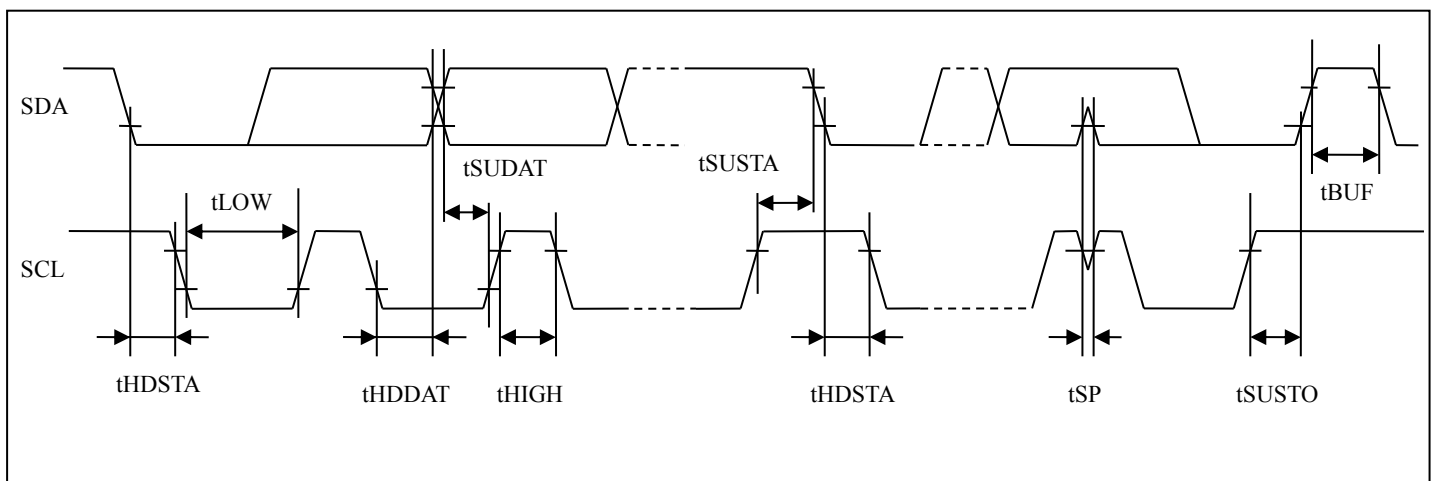 SDA
tSUDAT
tSUSTA
tLOW
tBUF
SCL
tHDSTA
tHDDAT
tHIGH
tHDSTA
tSP
tSUSTO